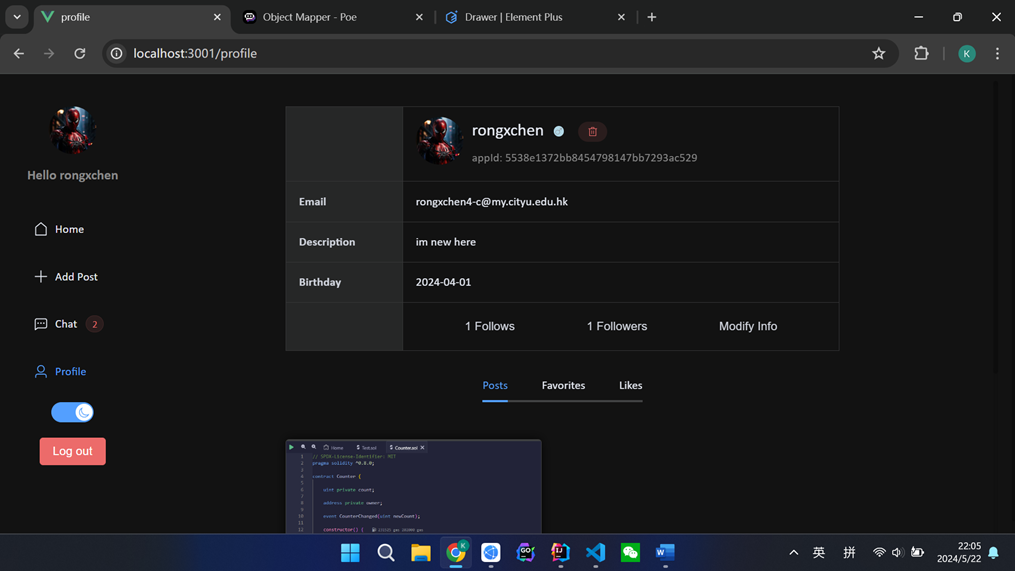 profile
Object Mapper - Poe
Drawer | Element Plus
localhost:3001/profile
K
Hello rongxchen
Home
Add Post
Chat 2
Profile
Log out
rongxchen
appId: 5538e1372bb8454798147bb7293ac529
Email rongxchen4-c@my.cityu.edu.hk
Description im new here
Birthday 2024-04-01
1 Follows 1 Followers Modify Info
Posts Favorites Likes
Home Test.sol Counter.sol
1 // SPDX-License-Identifier: MIT
2 pragma solidity ^0.8.0;
3
4 contract Counter {
5
6 uint private count;
7
8 address private owner;
9
10 event CounterChanged(uint newCount);
11
12 constructor() {
K
GO
IJ
W
英 拼
22:05
2024/5/22